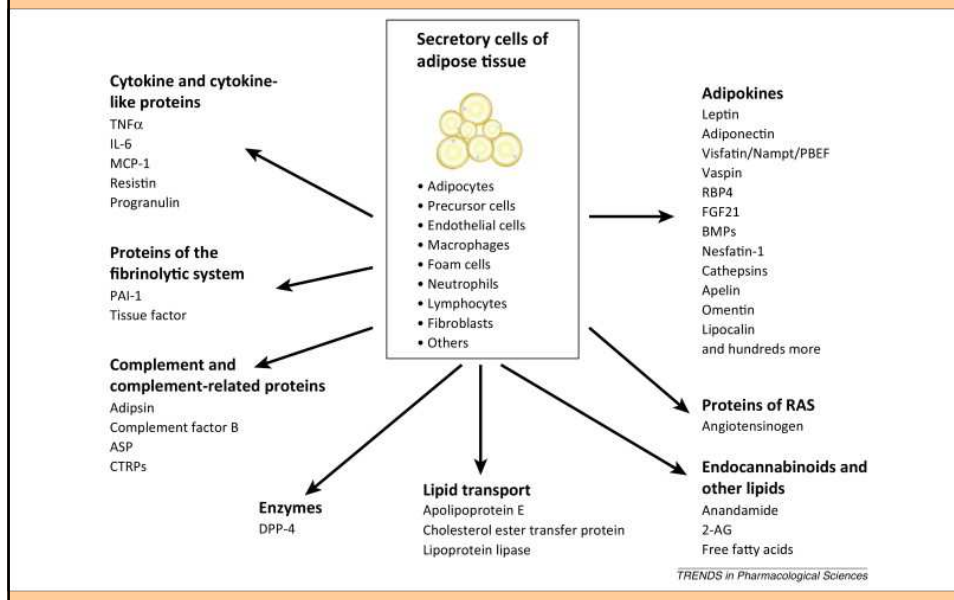 Secretory cells of
adipose tissue
• Adipocytes
• Precursor cells
• Endothelial cells
• Macrophages
• Foam cells
• Neutrophils
• Lymphocytes
• Fibroblasts
• Others
Cytokine and cytokine-
like proteins
TNFα
IL-6
MCP-1
Resistin
Progranulin
Proteins of the
fibrinolytic system
PAI-1
Tissue factor
Complement and
complement-related proteins
Adipsin
Complement factor B
ASP
CTRPs
Enzymes
DPP-4
Lipid transport
Apolipoprotein E
Cholesterol ester transfer protein
Lipoprotein lipase
Adipokines
Leptin
Adiponectin
Visfatin/Nampt/PBEF
Vaspin
RBP4
FGF21
BMPs
Nesfatin-1
Cathepsins
Apelin
Omentin
Lipocalin
and hundreds more
Proteins of RAS
Angiotensinogen
Endocannabinoids and
other lipids
Anandamide
2-AG
Free fatty acids
TRENDS in Pharmacological Sciences